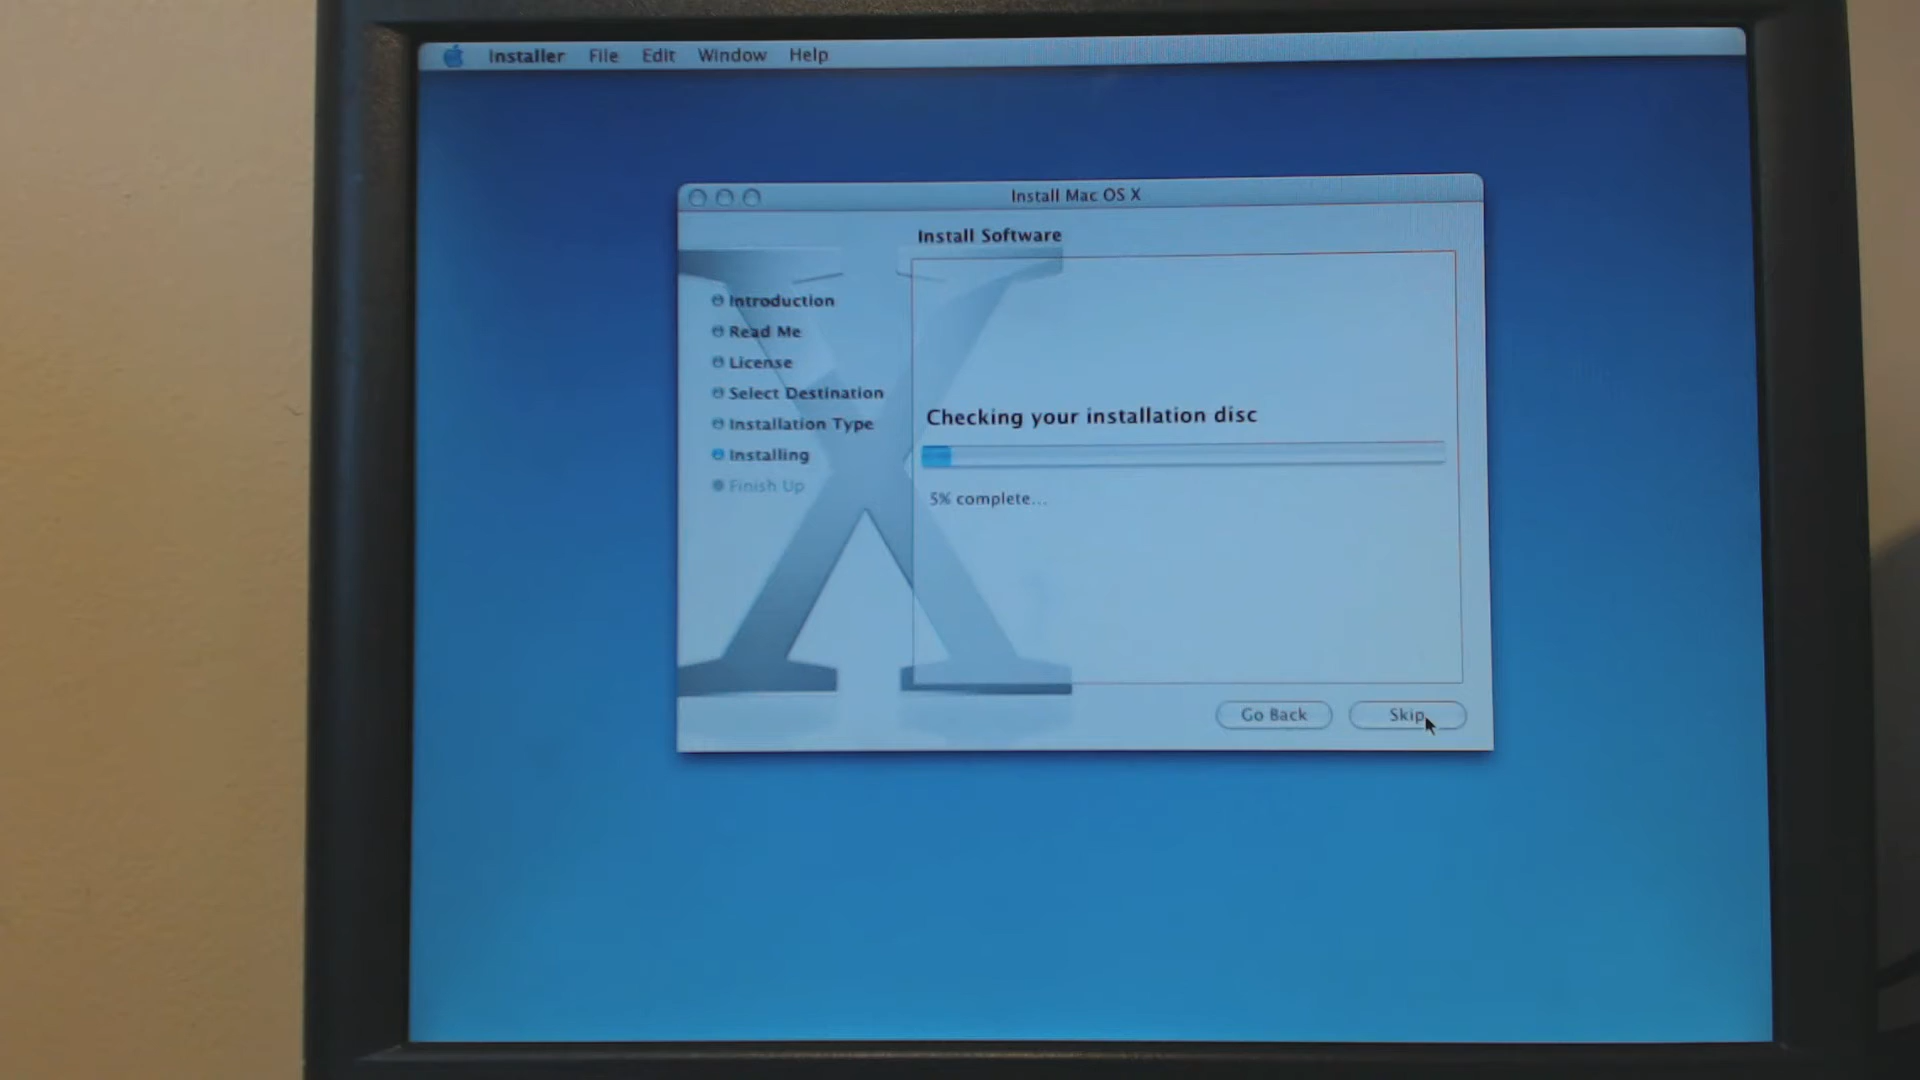 Installer File Edit Window Help
Install Mac OS X
Install Software
Introduction
Read Me
License
Select Destination
Installation Type
Installing
Finish Up
Checking your installation disc
5% complete...
Go Back
Skip